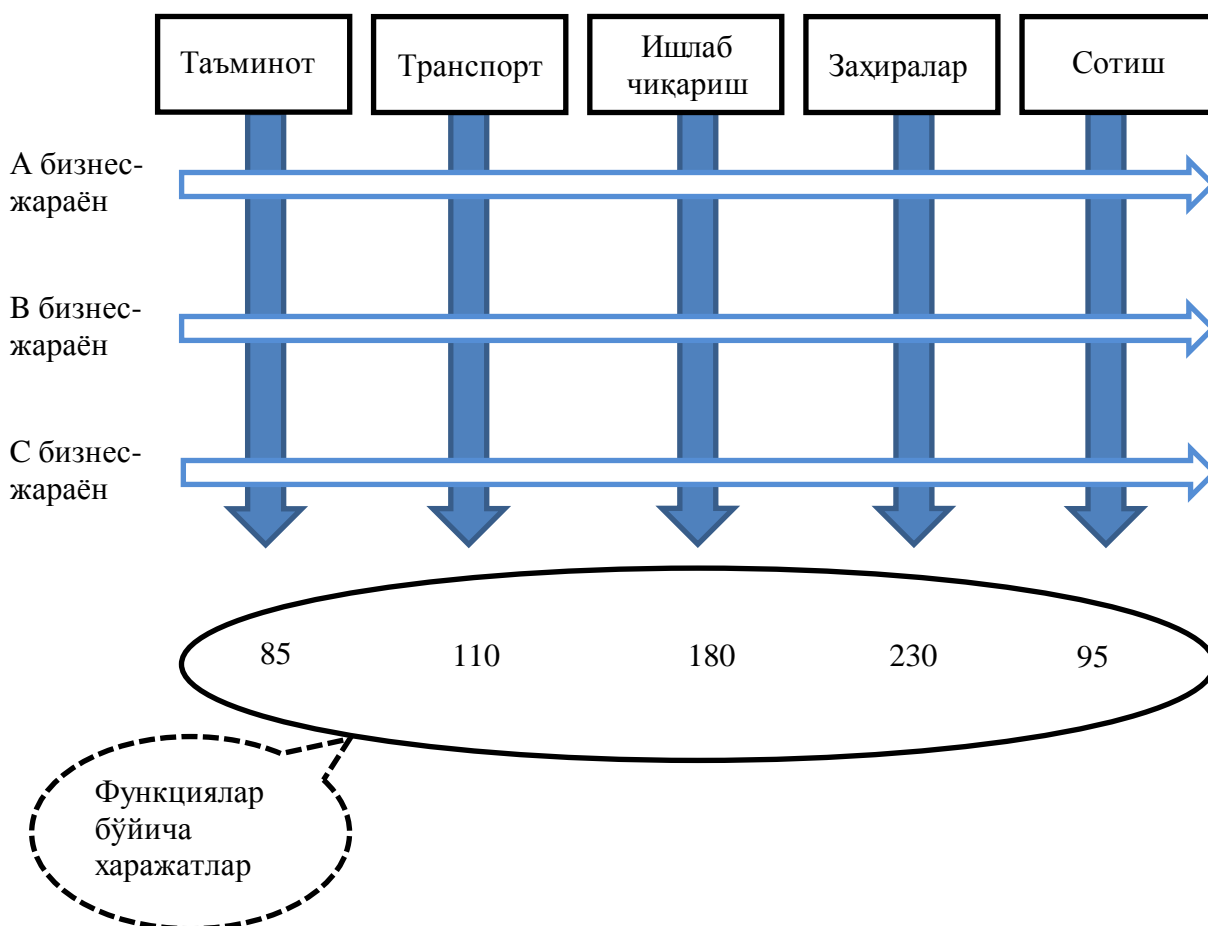 Таъминот
Транспорт
Ишлаб
чиқариш
Заҳиралар
Сотиш
А бизнес-
жараён
В бизнес-
жараён
С бизнес-
жараён
85
110
180
230
95
Функциялар
бўйича
харажатлар